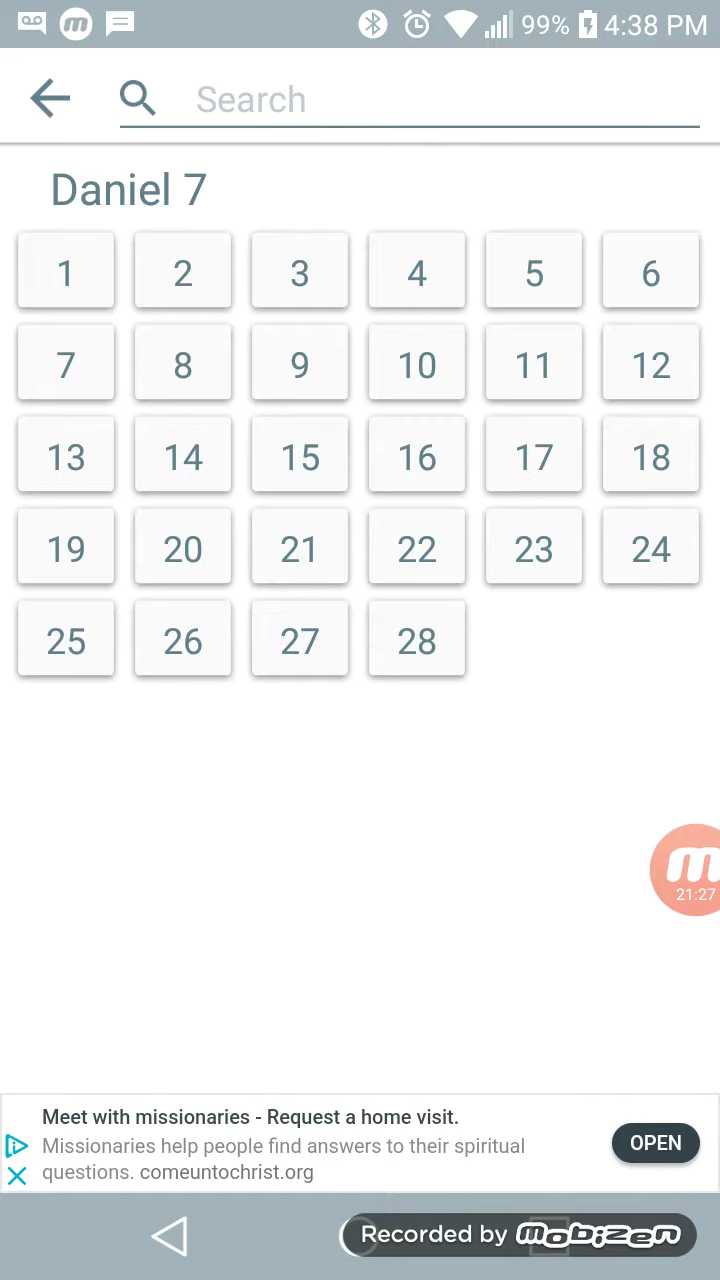 99% 4:38 PM
Search
Daniel 7
1 2 3 4 5 6
7 8 9 10 11 12
13 14 15 16 17 18
19 20 21 22 23 24
25 26 27 28
m
21:27
Meet with missionaries - Request a home visit.
Missionaries help people find answers to their spiritual
questions. comeuntochrist.org
OPEN
Recorded by mobizen